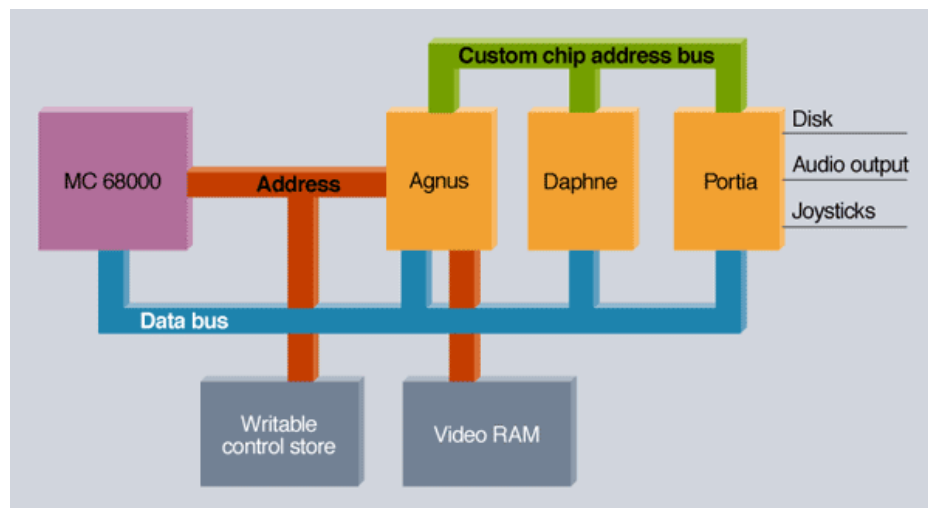 Custom chip address bus
MC 68000
Address
Agnus
Daphne
Portia
Disk
Audio output
Joysticks
Data bus
Writable
control store
Video RAM